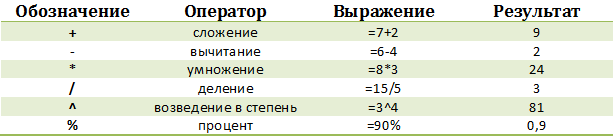 Обозначение Оператор Выражение Результат
+ сложение =7+2 9
- вычитание =6-4 2
* умножение =8*3 24
/ деление =15/5 3
^ возведение в степень =3^4 81
% процент =90% 0,9